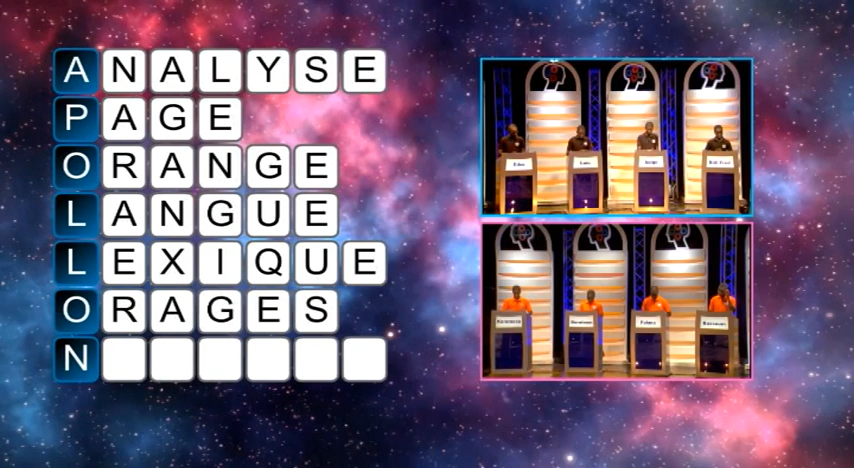 ANALYSE
PAGE
ORANGE
LANGUE
LEXIQUE
ORAGES
N